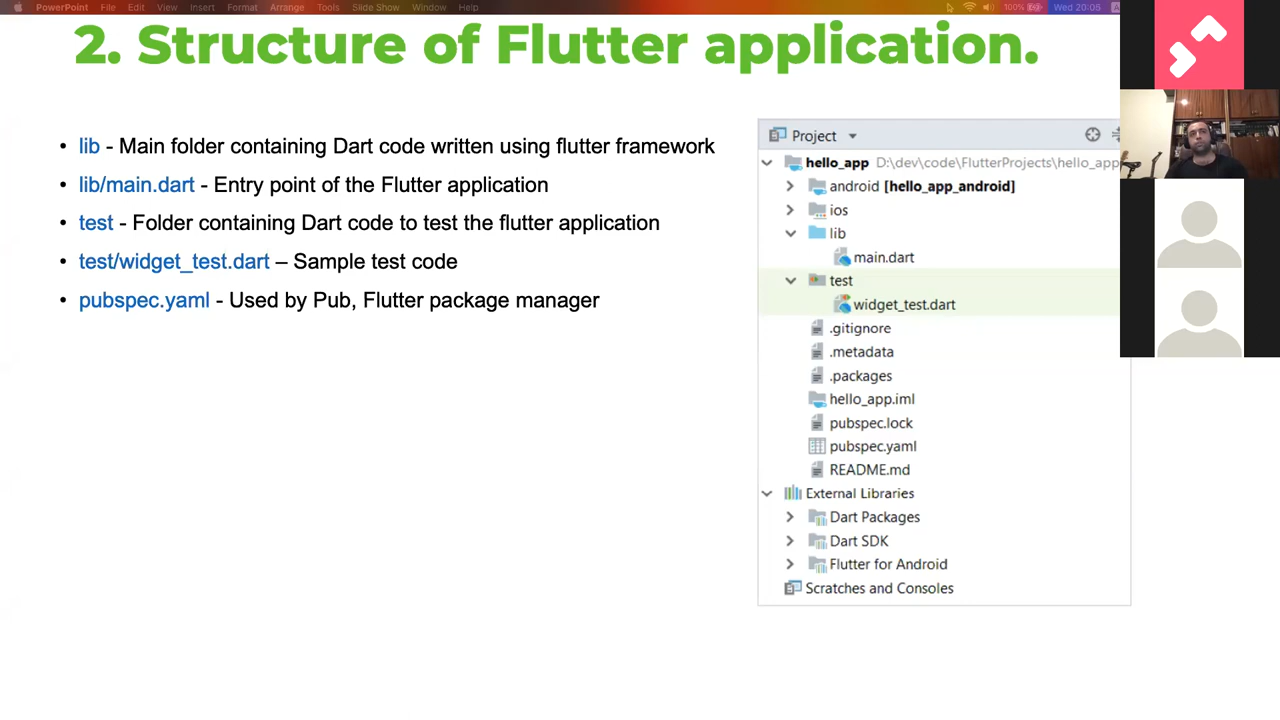 PowerPoint File Edit View Insert Format Arrange Tools Slide Show Window Help 100% Wed 20:05
2. Structure of Flutter application.
• lib - Main folder containing Dart code written using flutter framework
• lib/main.dart - Entry point of the Flutter application
• test - Folder containing Dart code to test the flutter application
• test/widget_test.dart – Sample test code
• pubspec.yaml - Used by Pub, Flutter package manager
Project
hello_app D:\dev\code\FlutterProjects\hello_app
android [hello_app_android]
ios
lib
main.dart
test
widget_test.dart
.gitignore
.metadata
.packages
hello_app.iml
pubspec.lock
pubspec.yaml
README.md
External Libraries
Dart Packages
Dart SDK
Flutter for Android
Scratches and Consoles